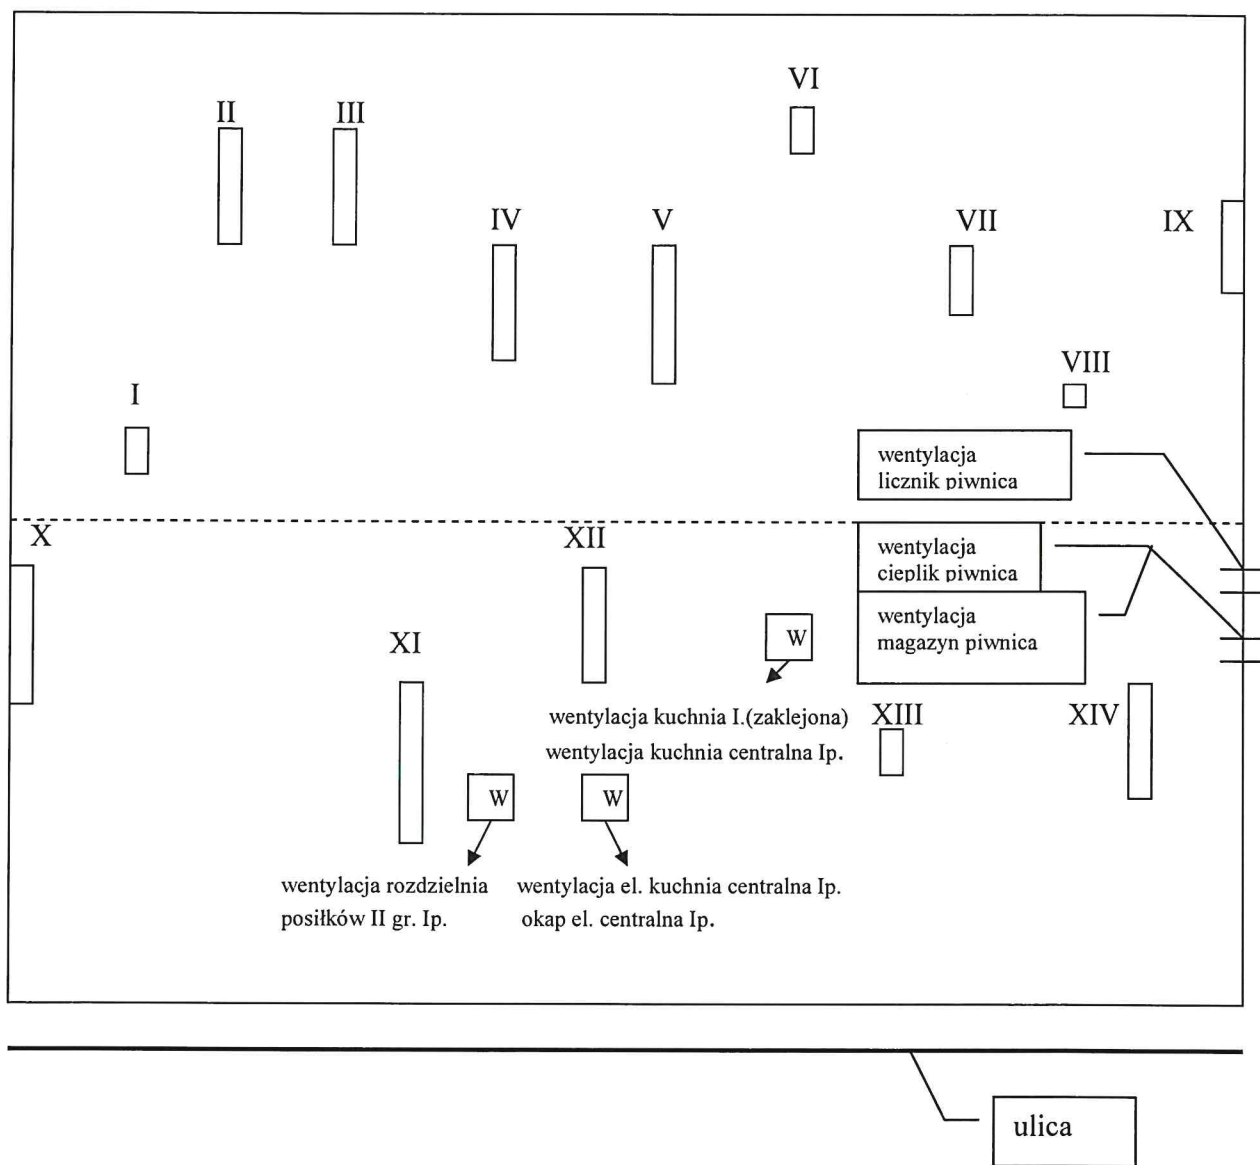 VI
II
III
IV
V
VII
IX
VIII
I
wentylacja
licznik piwnica
X
XII
wentylacja
cieplik piwnica
wentylacja
magazyn piwnica
W
XI
wentylacja kuchnia I.(zaklejona)
wentylacja kuchnia centralna Ip.
XIII
XIV
W
W
wentylacja rozdzielnia
posiłków II gr. Ip.
wentylacja el. kuchnia centralna Ip.
okap el. centralna Ip.
ulica